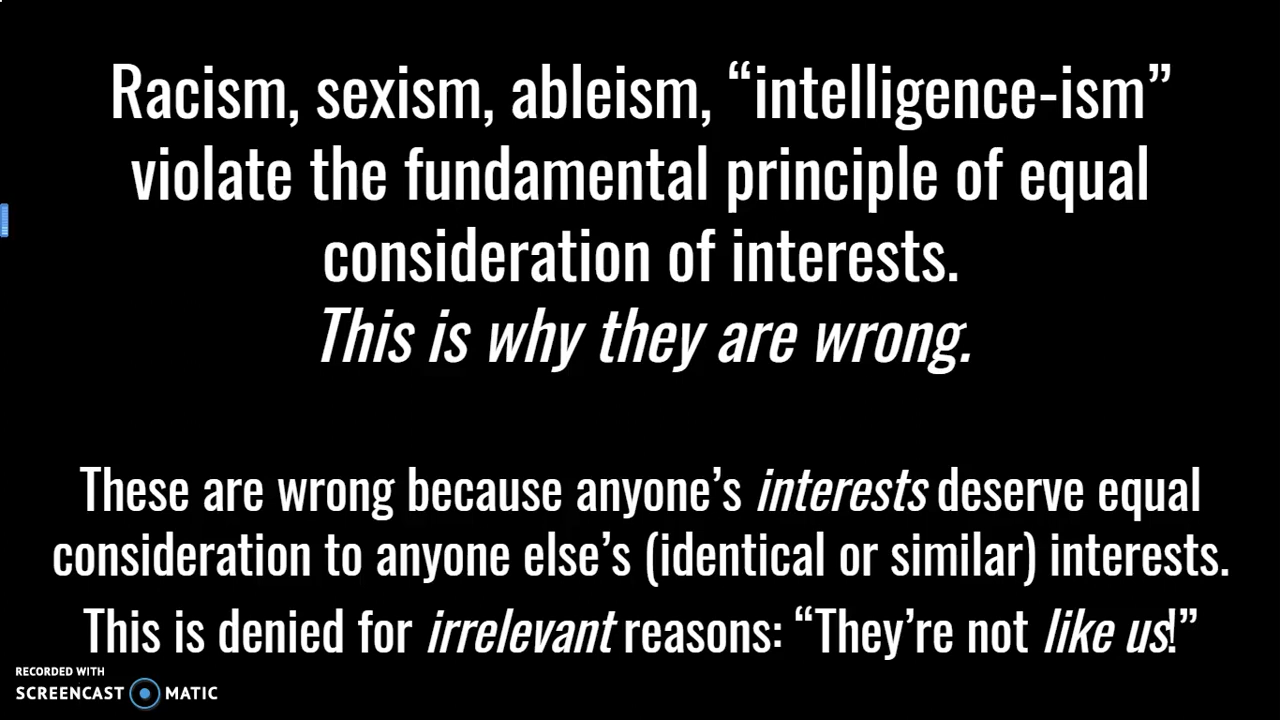 Racism, sexism, ableism, “intelligence-ism”
violate the fundamental principle of equal
consideration of interests.
This is why they are wrong.
These are wrong because anyone’s interests deserve equal
consideration to anyone else’s (identical or similar) interests.
This is denied for irrelevant reasons: “They’re not like us!”
RECORDED WITH
SCREENCAST MATIC